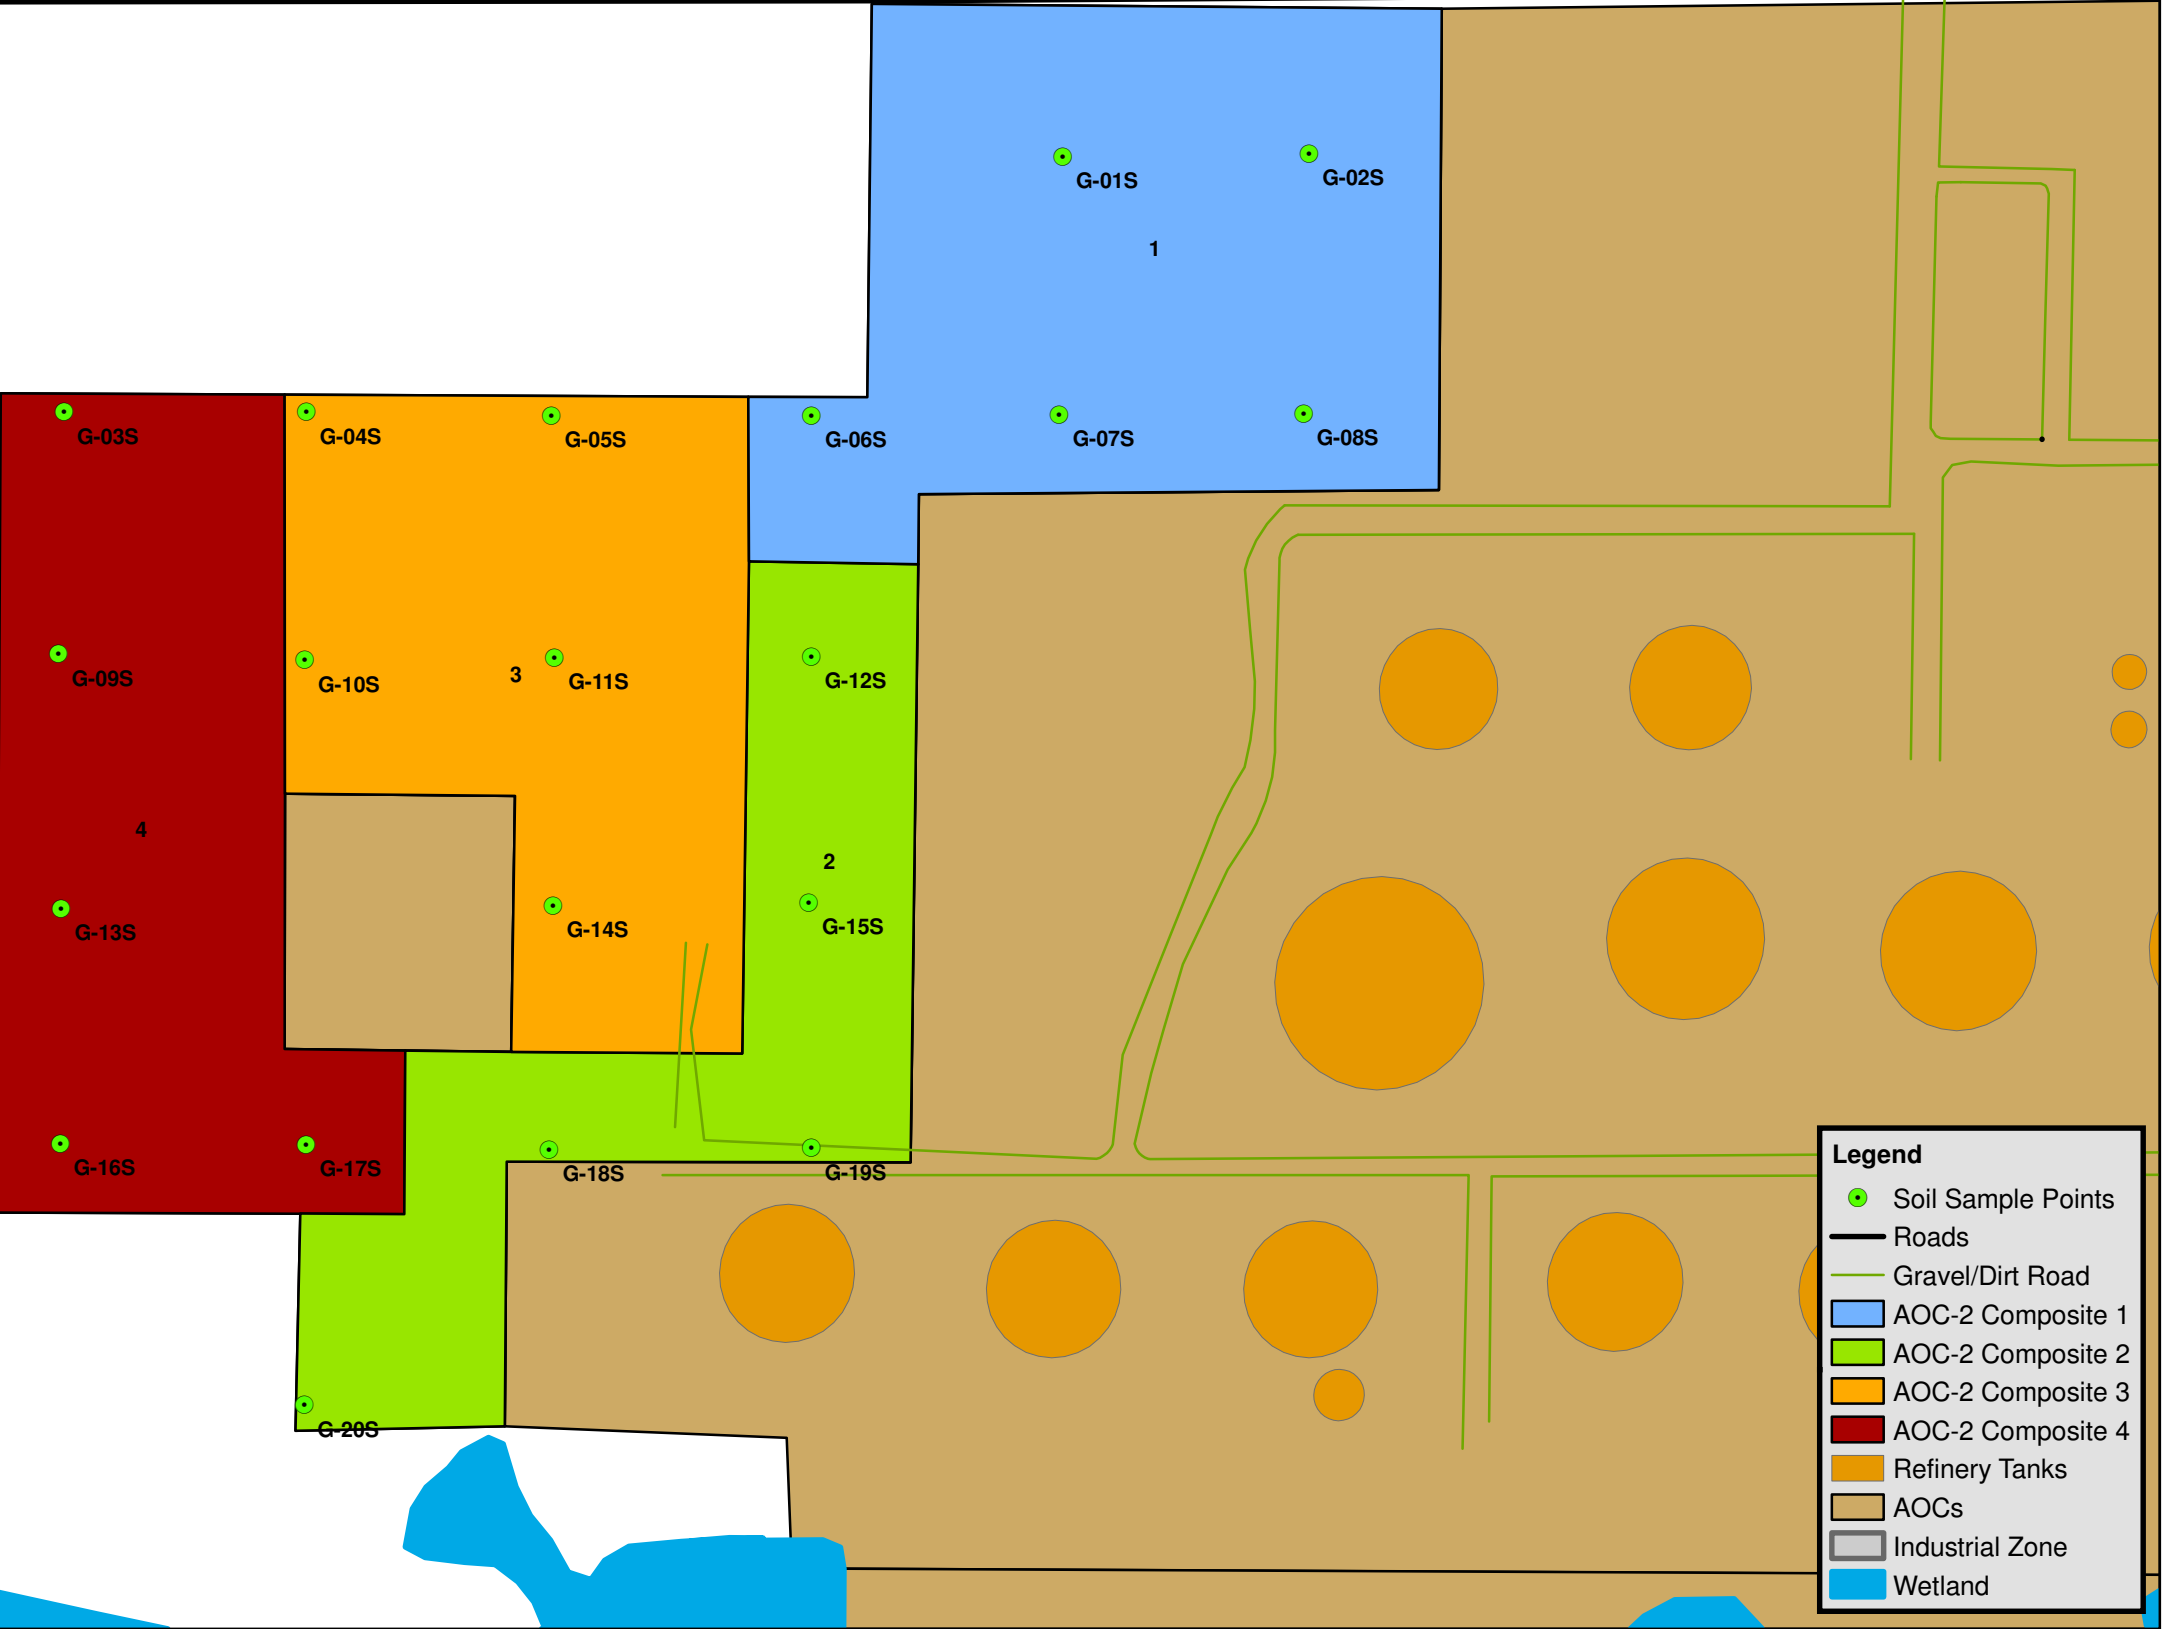 G-01S
G-02S
1
G-03S
G-04S
G-05S
G-06S
G-07S
G-08S
G-09S
G-10S
3
G-11S
G-12S
4
2
G-13S
G-14S
G-15S
G-16S
G-17S
G-18S
G-19S
G-20S
Legend
Soil Sample Points
Roads
Gravel/Dirt Road
AOC-2 Composite 1
AOC-2 Composite 2
AOC-2 Composite 3
AOC-2 Composite 4
Refinery Tanks
AOCs
Industrial Zone
Wetland